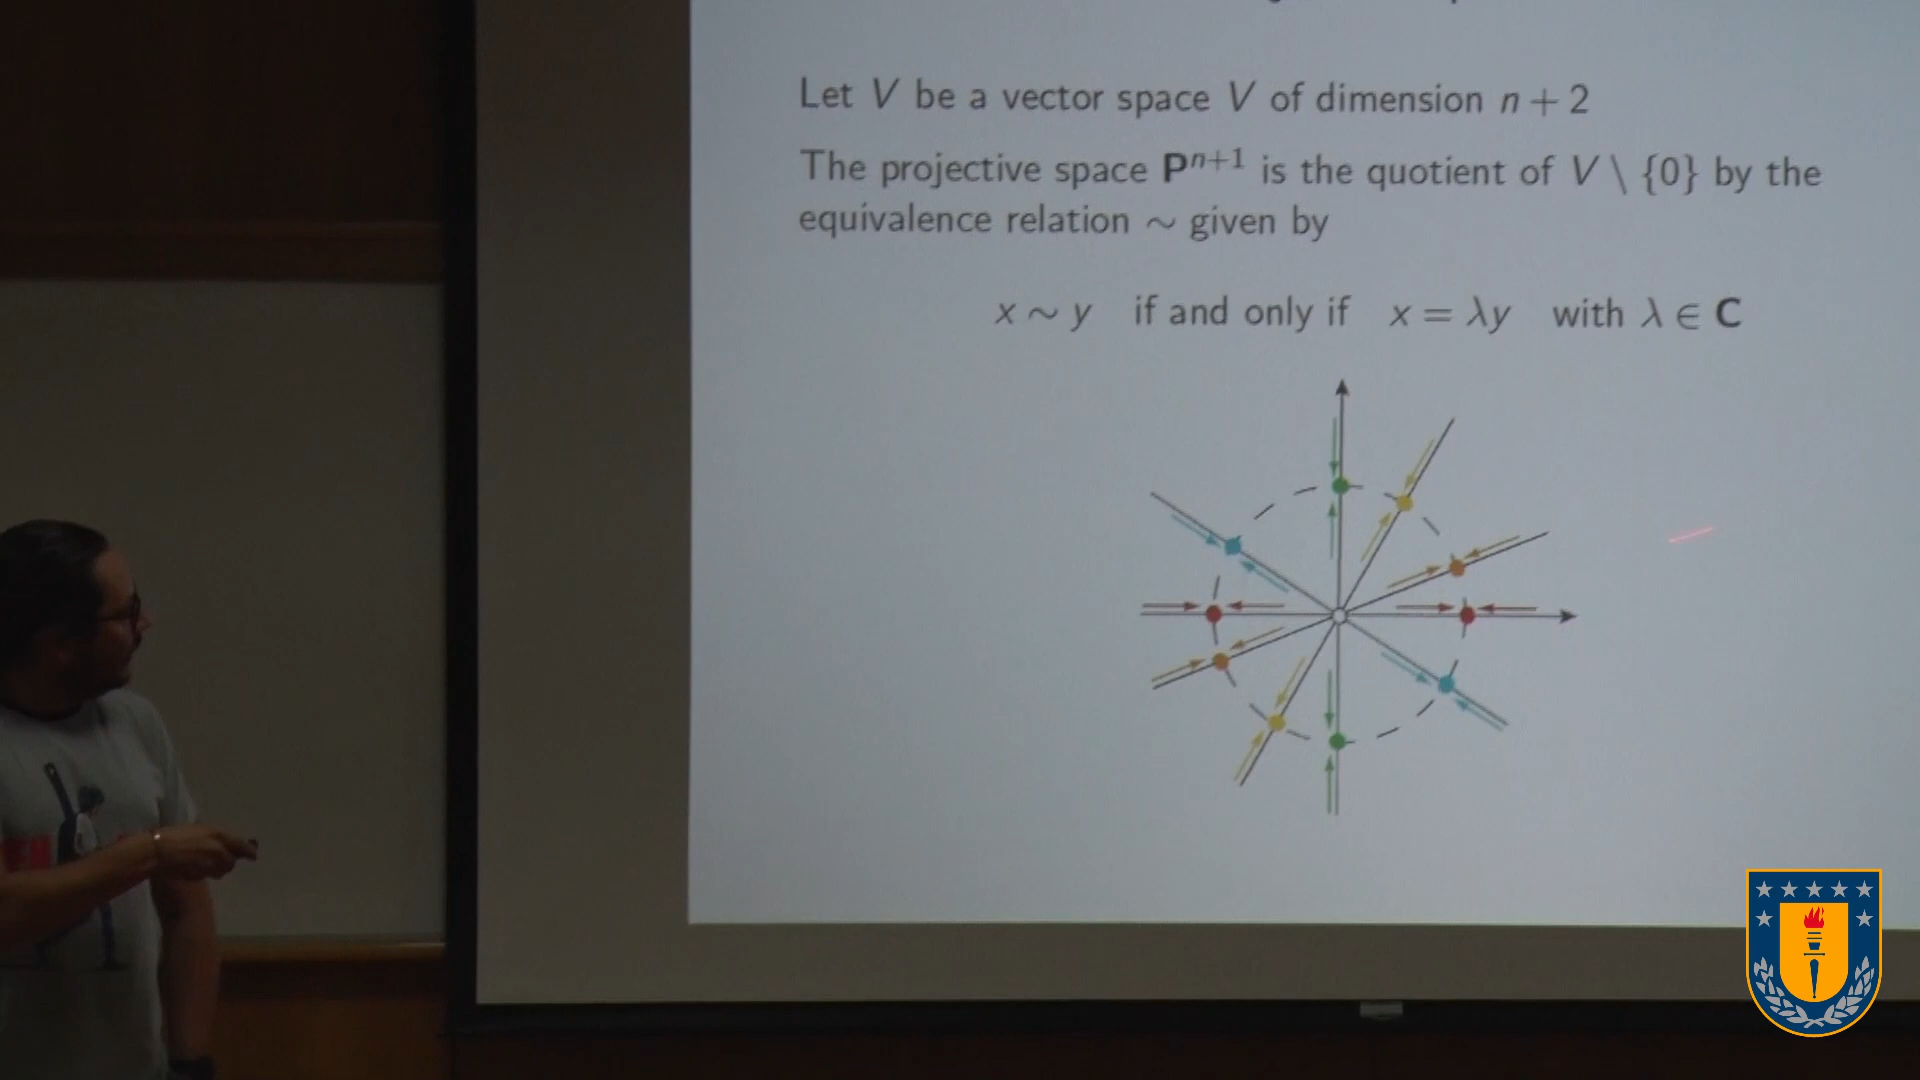 Let V be a vector space V of dimension n + 2
The projective space Pⁿ⁺¹ is the quotient of V \ {0} by the
equivalence relation ∼ given by
x ∼ y if and only if x = λy with λ ∈ C